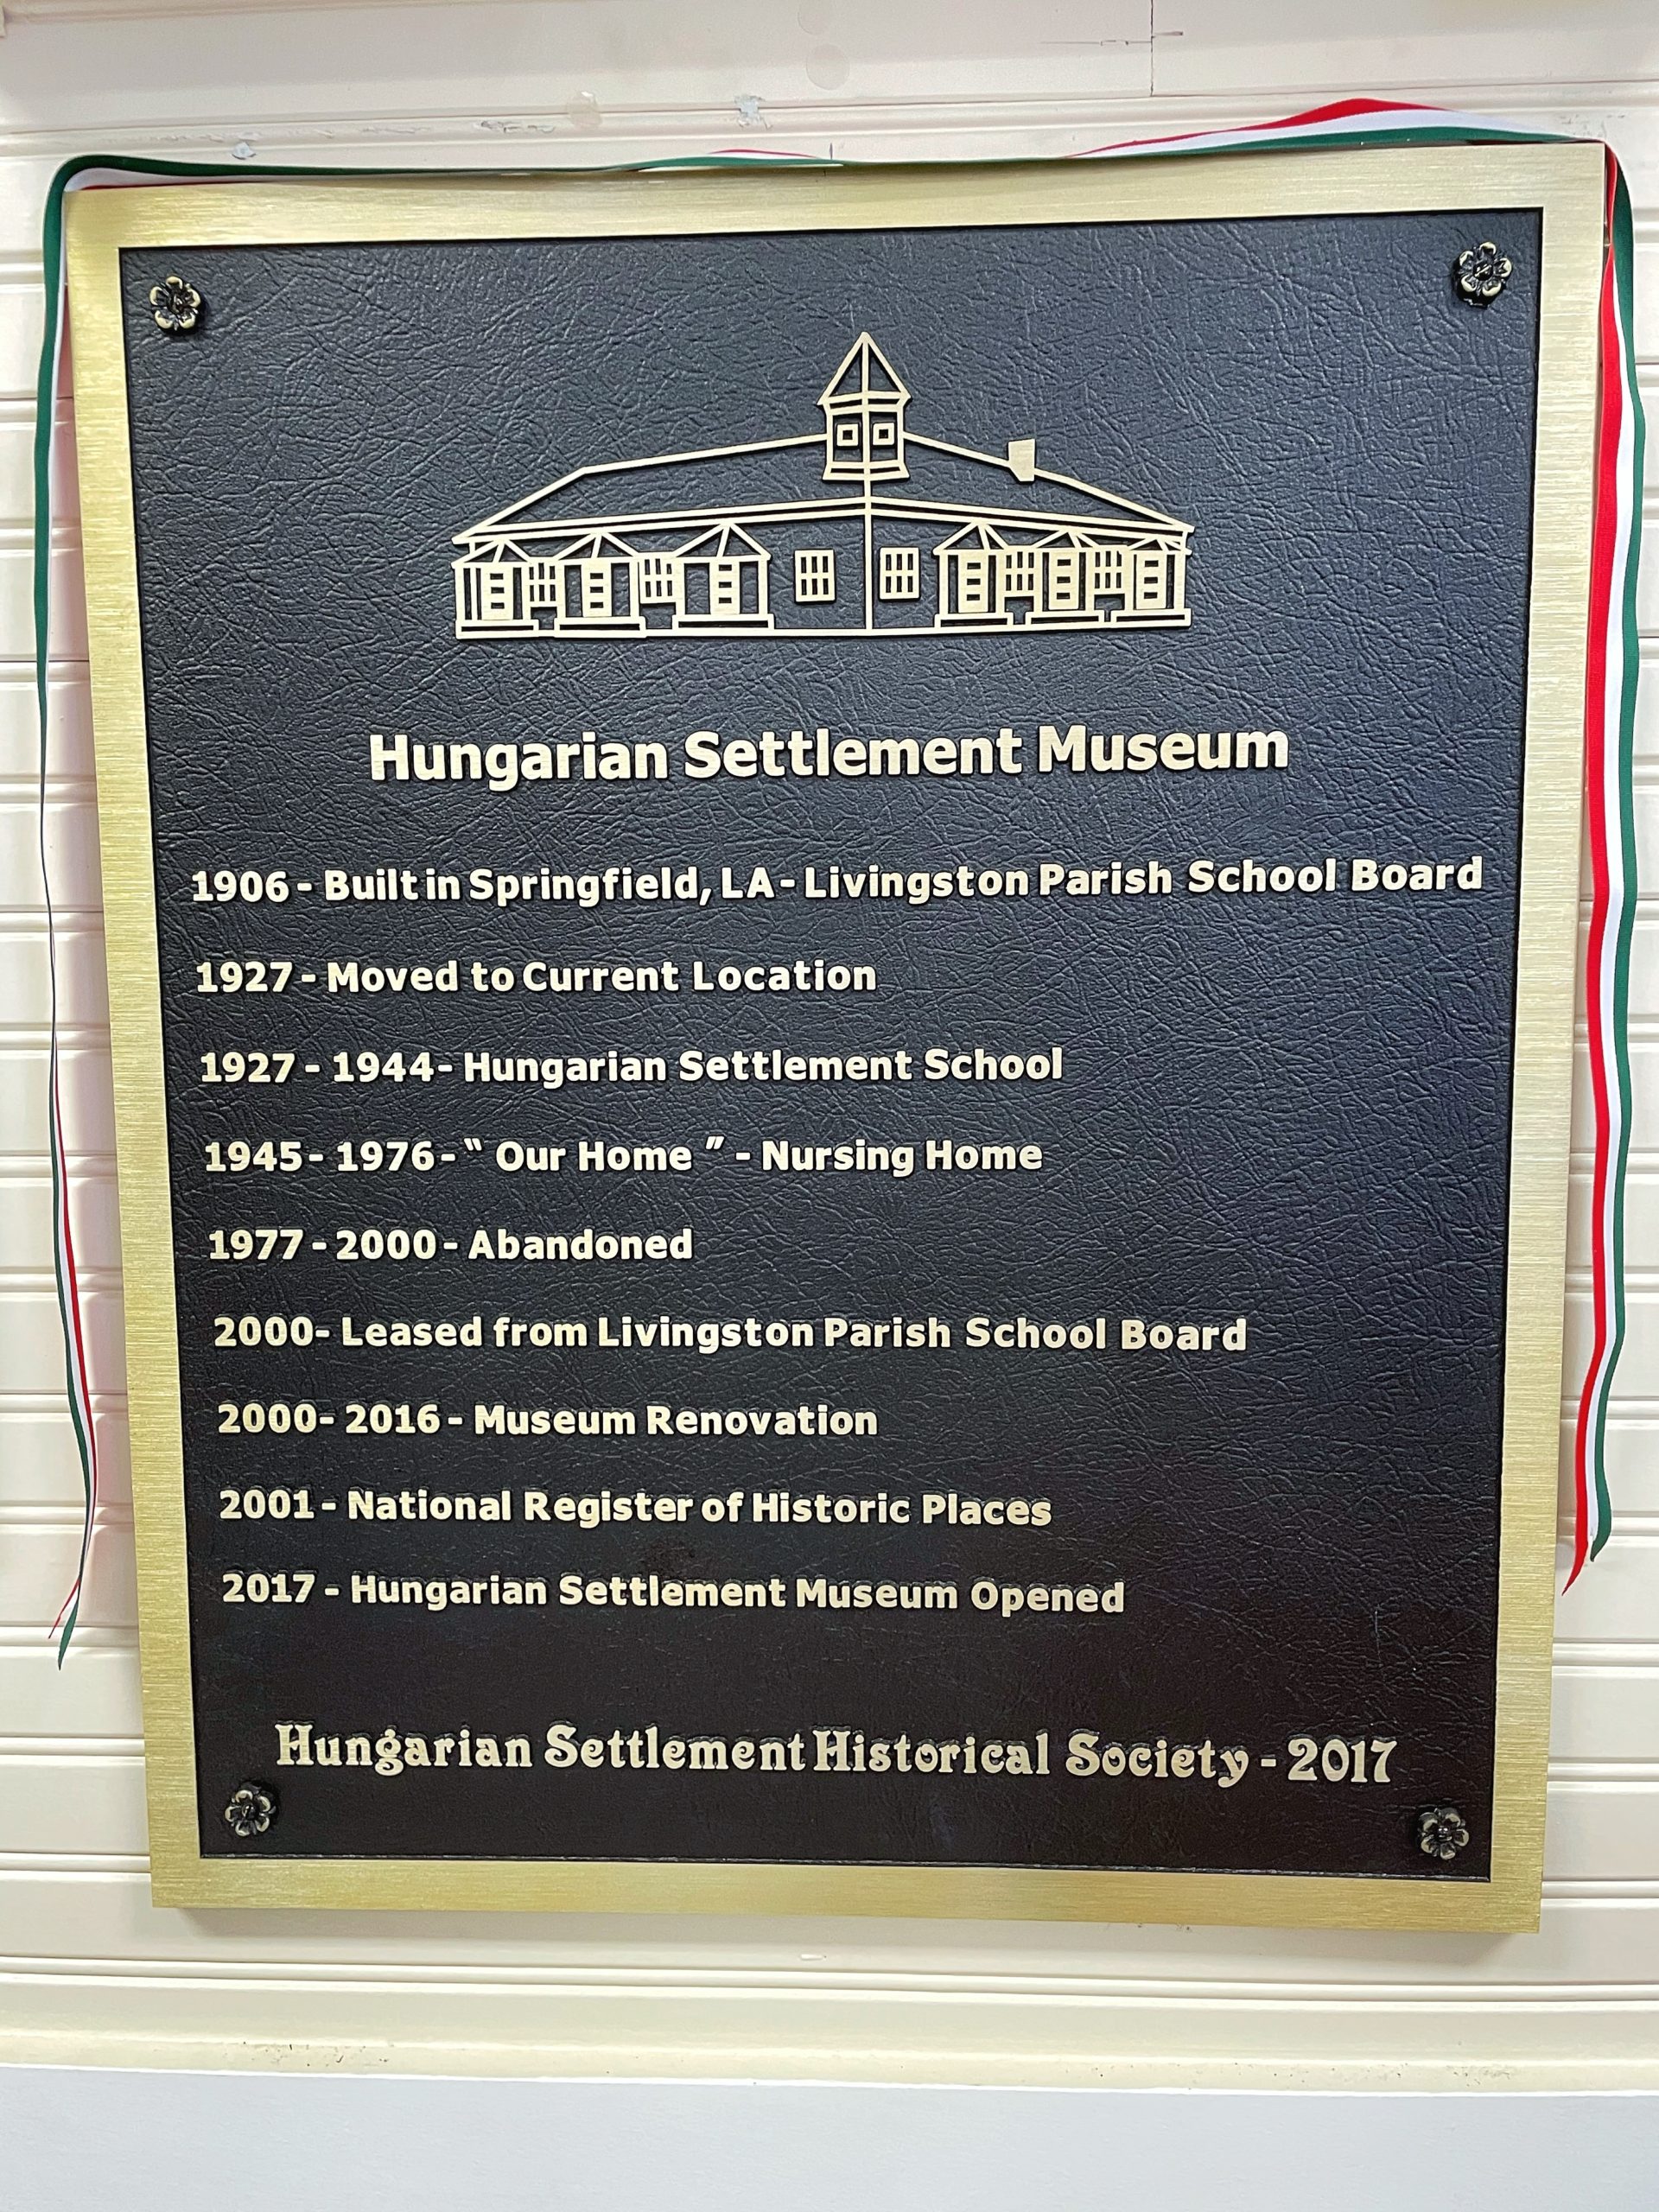 Hungarian Settlement Museum
1906 - Built in Springfield, LA - Livingston Parish School Board
1927 - Moved to Current Location
1927 - 1944 - Hungarian Settlement School
1945 - 1976 - " Our Home " - Nursing Home
1977 - 2000 - Abandoned
2000 - Leased from Livingston Parish School Board
2000 - 2016 - Museum Renovation
2001 - National Register of Historic Places
2017 - Hungarian Settlement Museum Opened
Hungarian Settlement Historical Society - 2017